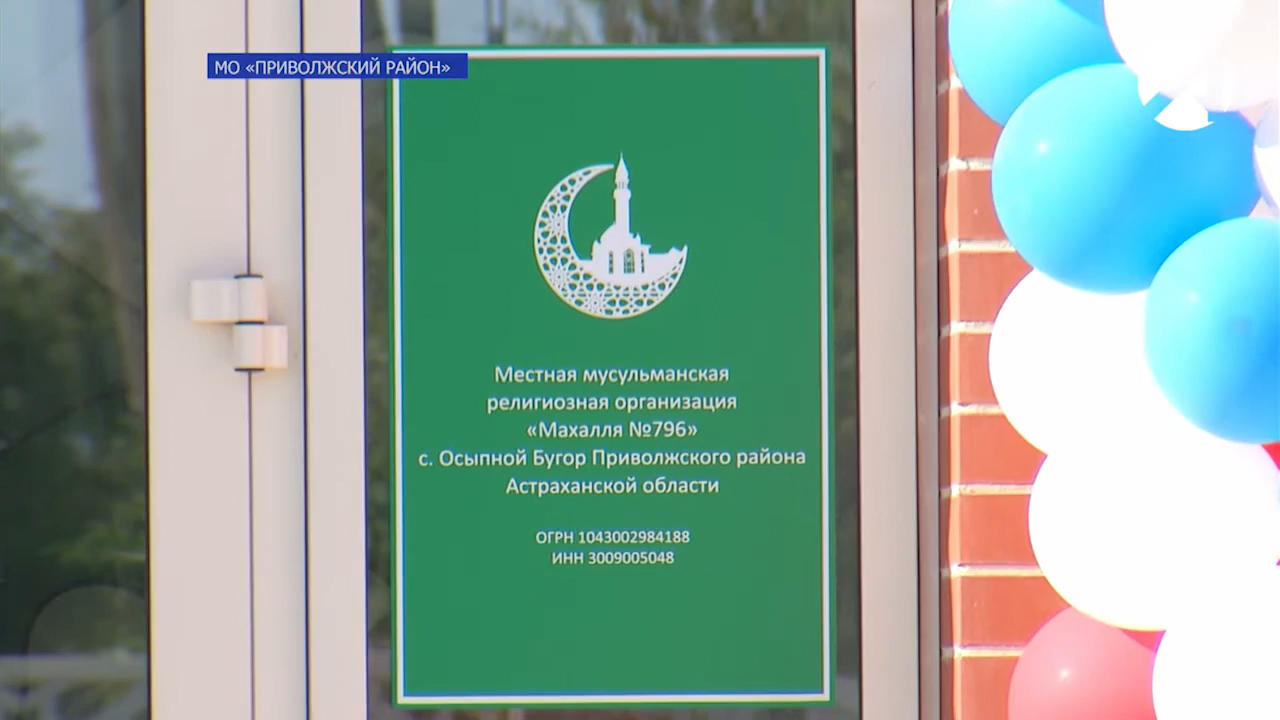 МО «ПРИВОЛЖСКИЙ РАЙОН»
Местная мусульманская
религиозная организация
«Махалля №796»
с. Осыпной Бугор Приволжского района
Астраханской области
ОГРН 1043002984188
ИНН 3009005048